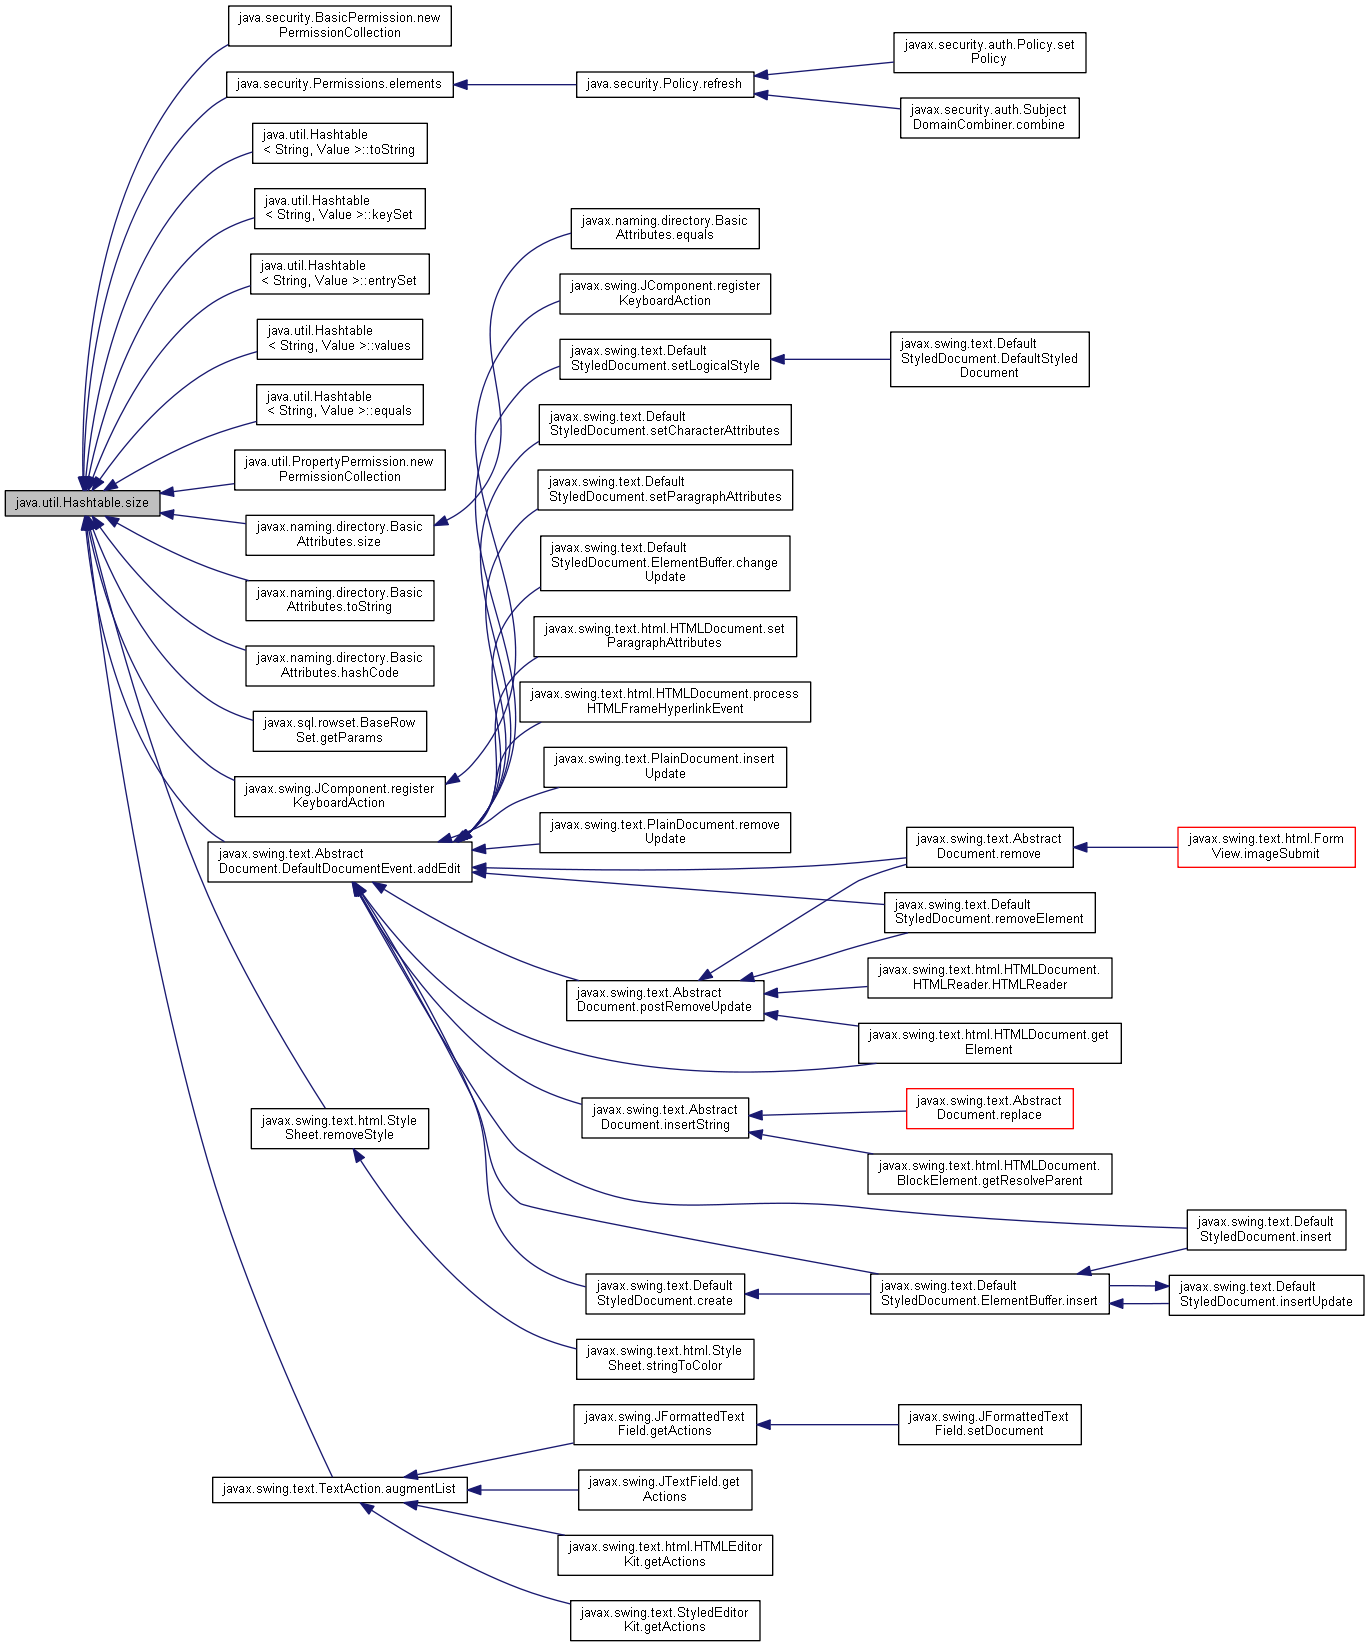 java.security.BasicPermission.new
PermissionCollection
java.security.Permissions.elements
java.util.Hashtable
< String, Value >::toString
java.util.Hashtable
< String, Value >::keySet
java.util.Hashtable
< String, Value >::entrySet
java.util.Hashtable
< String, Value >::values
java.util.Hashtable
< String, Value >::equals
java.util.PropertyPermission.new
PermissionCollection
java.util.Hashtable.size
javax.naming.directory.Basic
Attributes.size
javax.naming.directory.Basic
Attributes.toString
javax.naming.directory.Basic
Attributes.hashCode
javax.sql.rowset.BaseRow
Set.getParams
javax.swing.JComponent.register
KeyboardAction
javax.swing.text.Abstract
Document.DefaultDocumentEvent.addEdit
javax.swing.text.html.Style
Sheet.removeStyle
javax.swing.text.TextAction.augmentList
java.security.Policy.refresh
javax.naming.directory.Basic
Attributes.equals
javax.swing.JComponent.register
KeyboardAction
javax.swing.text.Default
StyledDocument.setLogicalStyle
javax.swing.text.Default
StyledDocument.setCharacterAttributes
javax.swing.text.Default
StyledDocument.setParagraphAttributes
javax.swing.text.Default
StyledDocument.ElementBuffer.change
Update
javax.swing.text.html.HTMLDocument.set
ParagraphAttributes
javax.swing.text.html.HTMLDocument.process
HTMLFrameHyperlinkEvent
javax.swing.text.PlainDocument.insert
Update
javax.swing.text.PlainDocument.remove
Update
javax.swing.text.Abstract
Document.postRemoveUpdate
javax.swing.text.Abstract
Document.insertString
javax.swing.text.Default
StyledDocument.create
javax.swing.text.html.Style
Sheet.stringToColor
javax.swing.JFormattedText
Field.getActions
javax.swing.JTextField.get
Actions
javax.swing.text.html.HTMLEditor
Kit.getActions
javax.swing.text.StyledEditor
Kit.getActions
javax.security.auth.Policy.set
Policy
javax.security.auth.Subject
DomainCombiner.combine
javax.swing.text.Default
StyledDocument.DefaultStyled
Document
javax.swing.text.Abstract
Document.remove
javax.swing.text.Default
StyledDocument.removeElement
javax.swing.text.html.HTMLDocument.
HTMLReader.HTMLReader
javax.swing.text.html.HTMLDocument.get
Element
javax.swing.text.Abstract
Document.replace
javax.swing.text.html.HTMLDocument.
BlockElement.getResolveParent
javax.swing.text.Default
StyledDocument.ElementBuffer.insert
javax.swing.JFormattedText
Field.setDocument
javax.swing.text.html.Form
View.imageSubmit
javax.swing.text.Default
StyledDocument.insert
javax.swing.text.Default
StyledDocument.insertUpdate